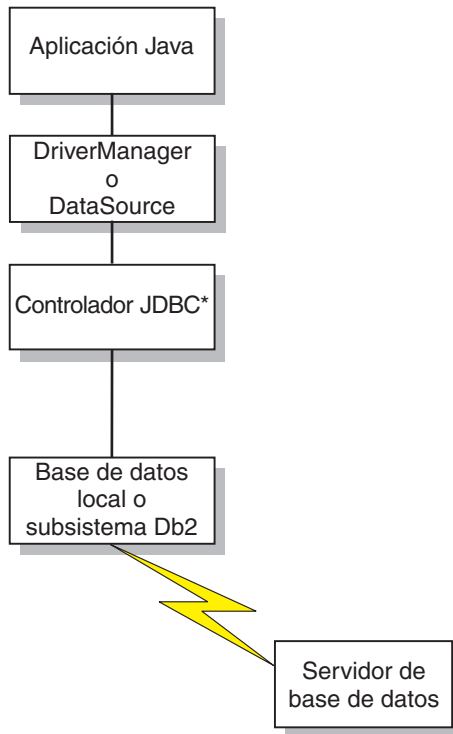 Aplicación Java
DriverManager
o
DataSource
Controlador JDBC*
Base de datos
local o
subsistema Db2
Servidor de
base de datos